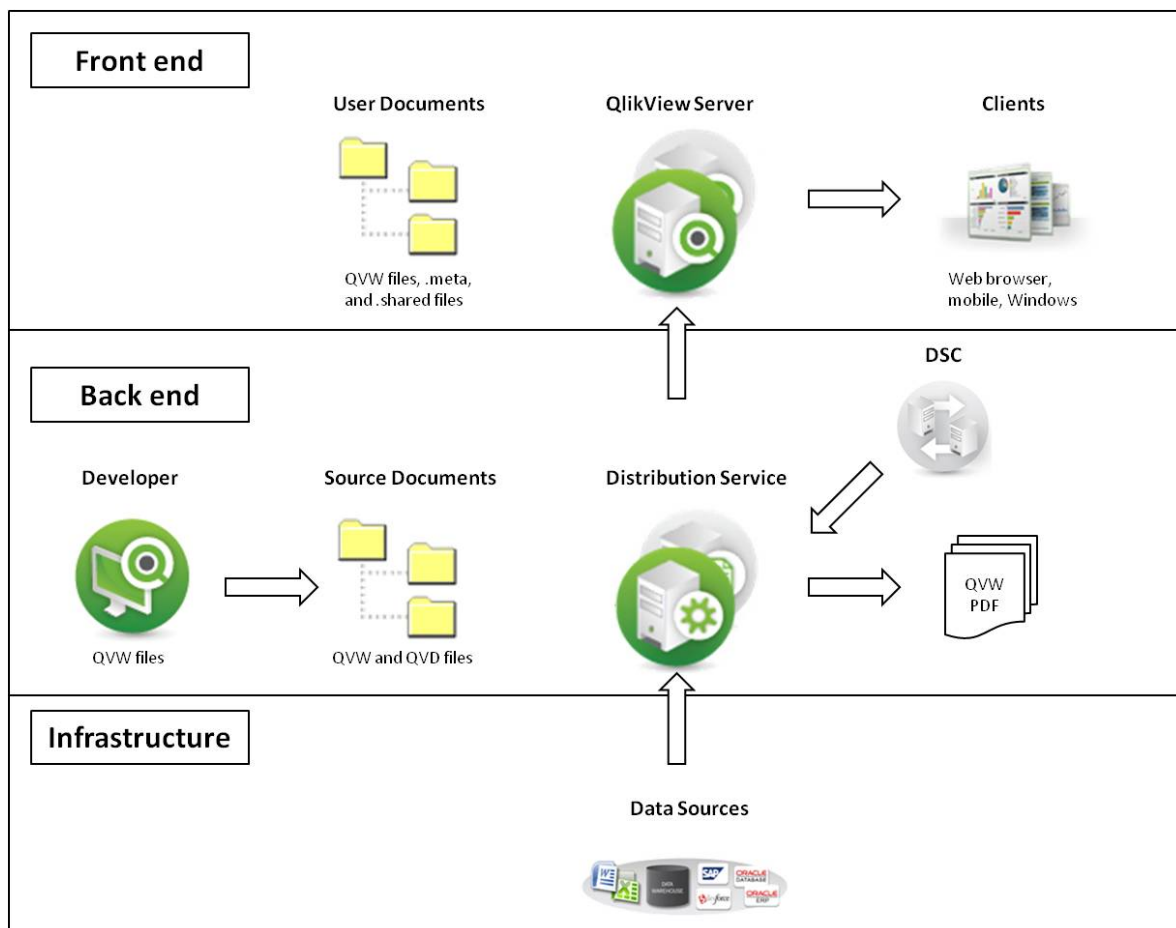 Front end
User Documents
QlikView Server
Clients
QVW files, .meta,
and .shared files
Web browser,
mobile, Windows
Back end
DSC
Developer
Source Documents
Distribution Service
QVW
PDF
QVW files
QVW and QVD files
Infrastructure
Data Sources
W
X
DATA
WAREHOUSE
SAP
ORACLE
DATABASE
ORACLE
ERP